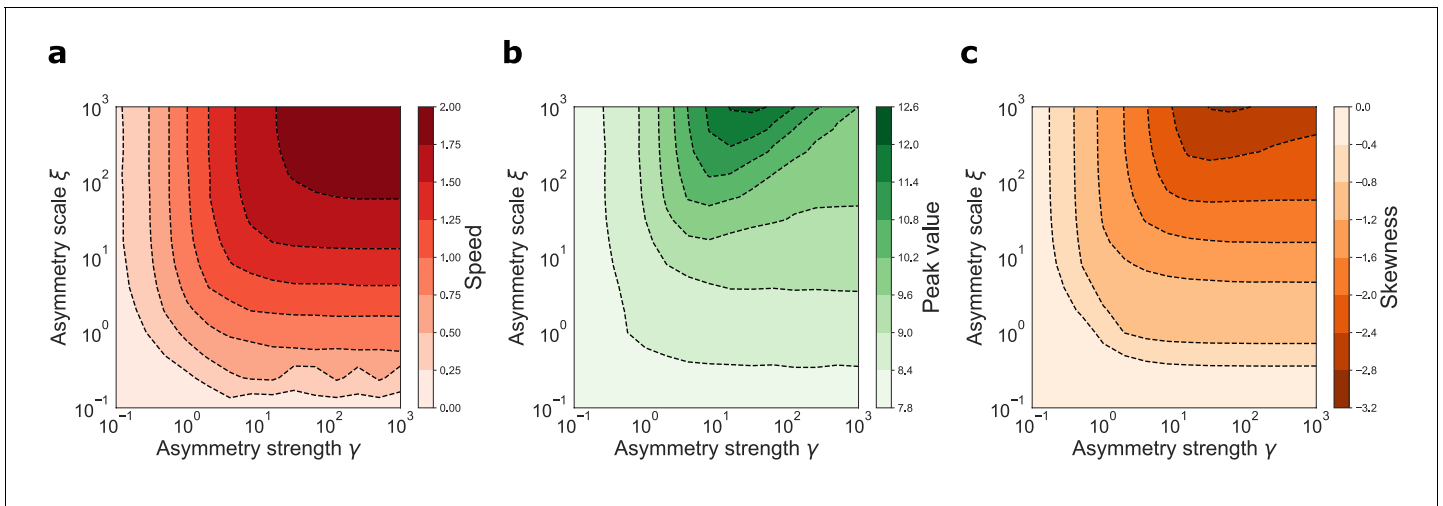 a
b
c
10³
10²
10¹
10⁰
10⁻¹
Asymmetry scale ξ
10⁻¹ 10⁰ 10¹ 10² 10³
Asymmetry strength γ
2.00
1.75
1.50
1.25
1.00
0.75
0.50
0.25
0.00
Speed
10³
10²
10¹
10⁰
10⁻¹
Asymmetry scale ξ
10⁻¹ 10⁰ 10¹ 10² 10³
Asymmetry strength γ
12.6
12.0
11.4
10.8
10.2
9.6
9.0
8.4
7.8
Peak value
10³
10²
10¹
10⁰
10⁻¹
Asymmetry scale ξ
10⁻¹ 10⁰ 10¹ 10² 10³
Asymmetry strength γ
0.0
−0.4
−0.8
−1.2
−1.6
−2.0
−2.4
−2.8
−3.2
Skewness